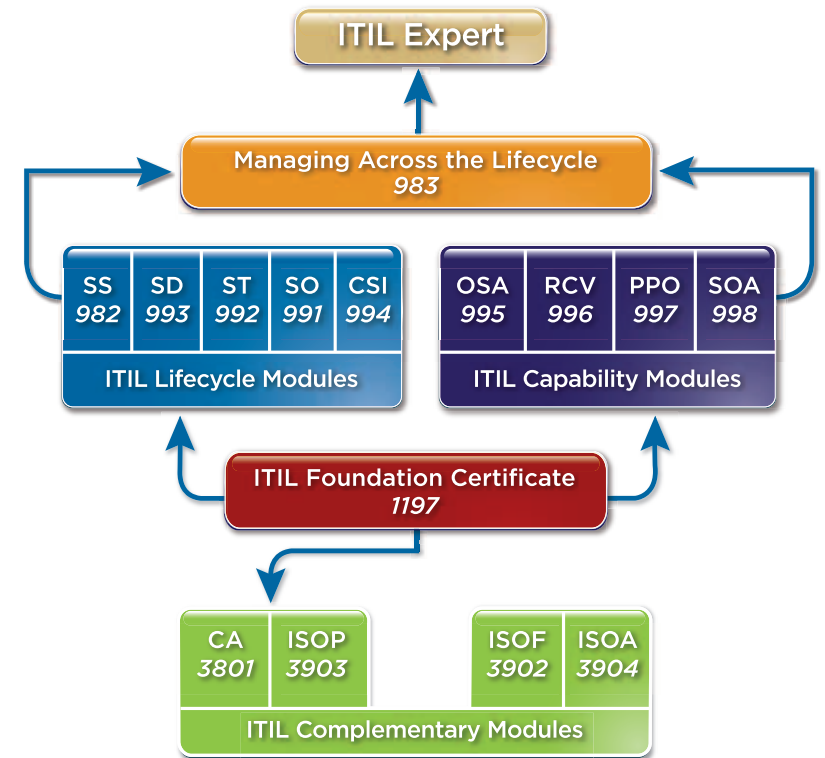 ITIL Expert
Managing Across the Lifecycle
983
SS SD ST SO CSI
982 993 992 991 994
ITIL Lifecycle Modules
OSA RCV PPO SOA
995 996 997 998
ITIL Capability Modules
ITIL Foundation Certificate
1197
CA ISOP
3801 3903
ISOF ISOA
3902 3904
ITIL Complementary Modules